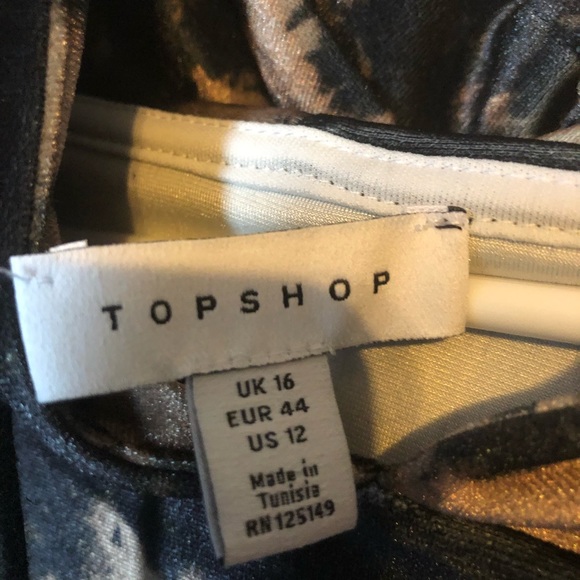 TOPSHOP
UK 16
EUR 44
US 12
Made in
Tunisia
RN125149